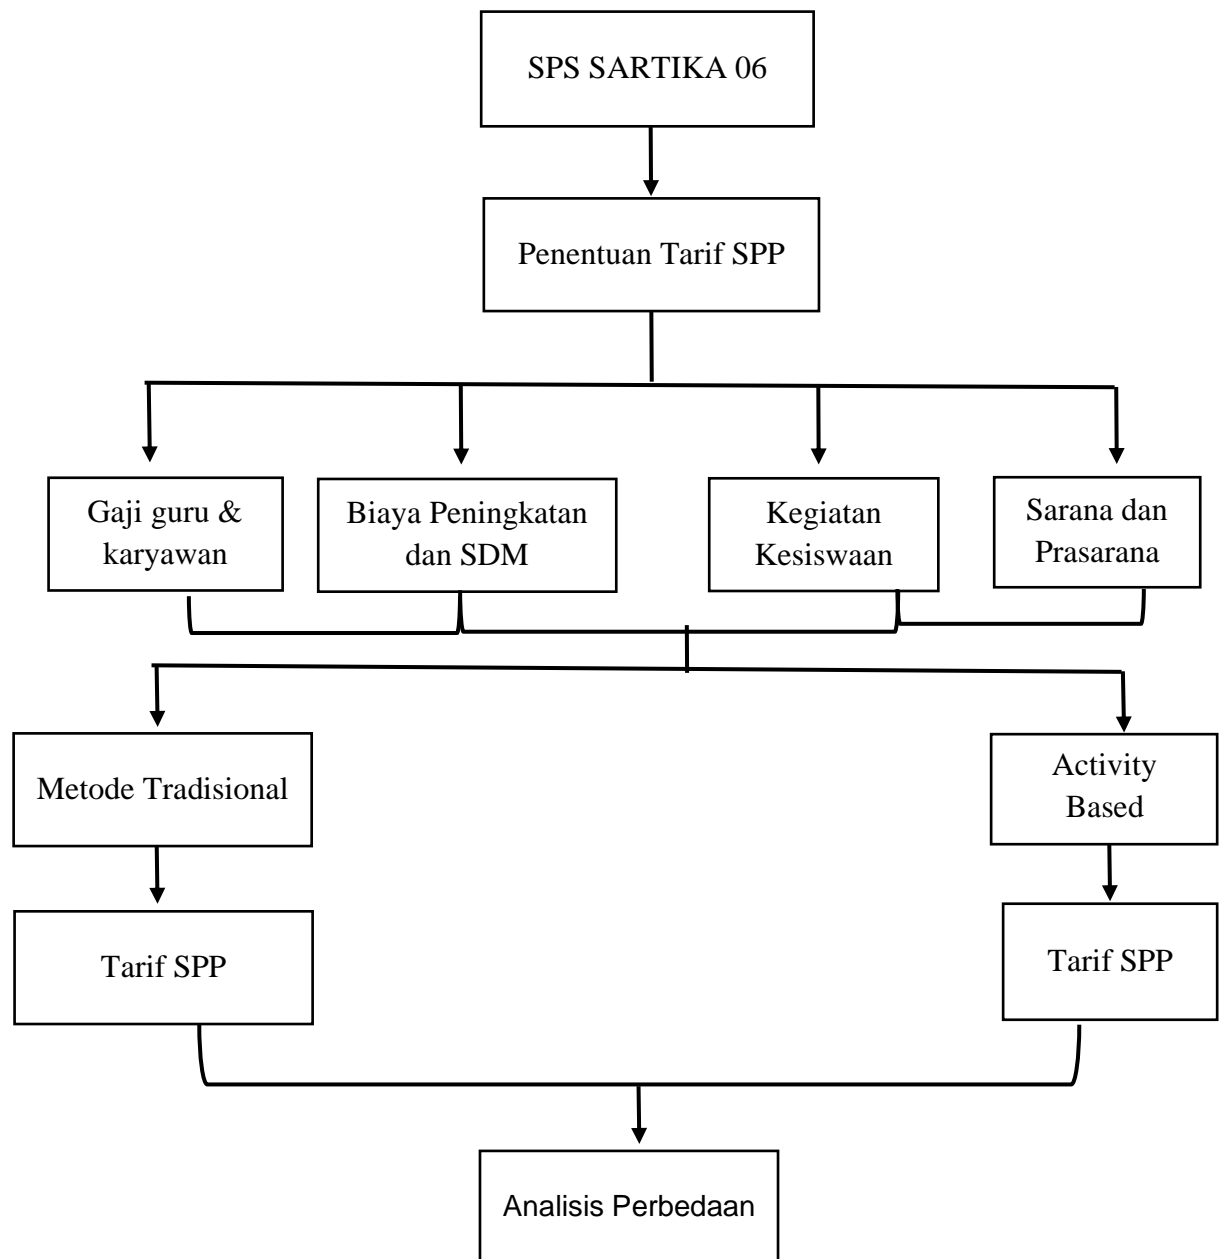 SPS SARTIKA 06
Penentuan Tarif SPP
Gaji guru &
karyawan
Biaya Peningkatan
dan SDM
Kegiatan
Kesiswaan
Sarana dan
Prasarana
Metode Tradisional
Activity
Based
Tarif SPP
Tarif SPP
Analisis Perbedaan